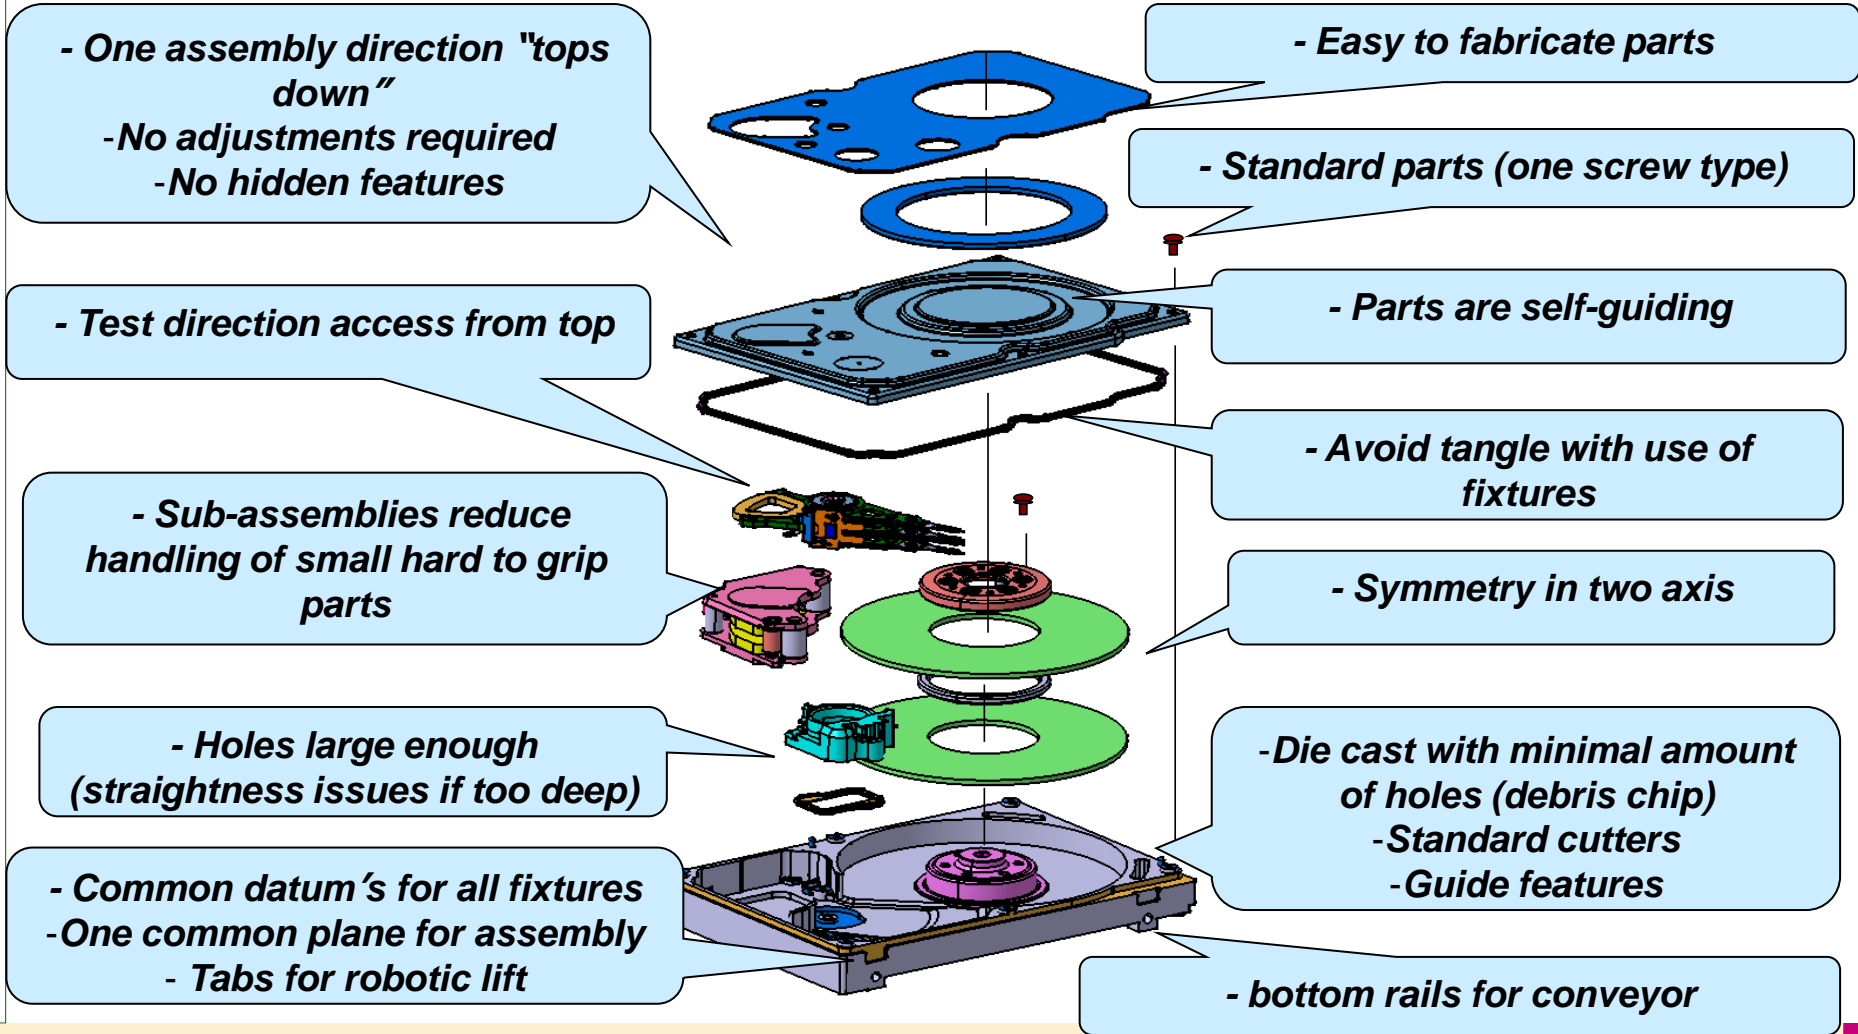 - One assembly direction "tops
down"
-No adjustments required
-No hidden features
- Easy to fabricate parts
- Standard parts (one screw type)
- Test direction access from top
- Parts are self-guiding
- Avoid tangle with use of
fixtures
- Sub-assemblies reduce
handling of small hard to grip
parts
- Symmetry in two axis
- Holes large enough
(straightness issues if too deep)
-Die cast with minimal amount
of holes (debris chip)
-Standard cutters
-Guide features
- Common datum's for all fixtures
-One common plane for assembly
- Tabs for robotic lift
- bottom rails for conveyor